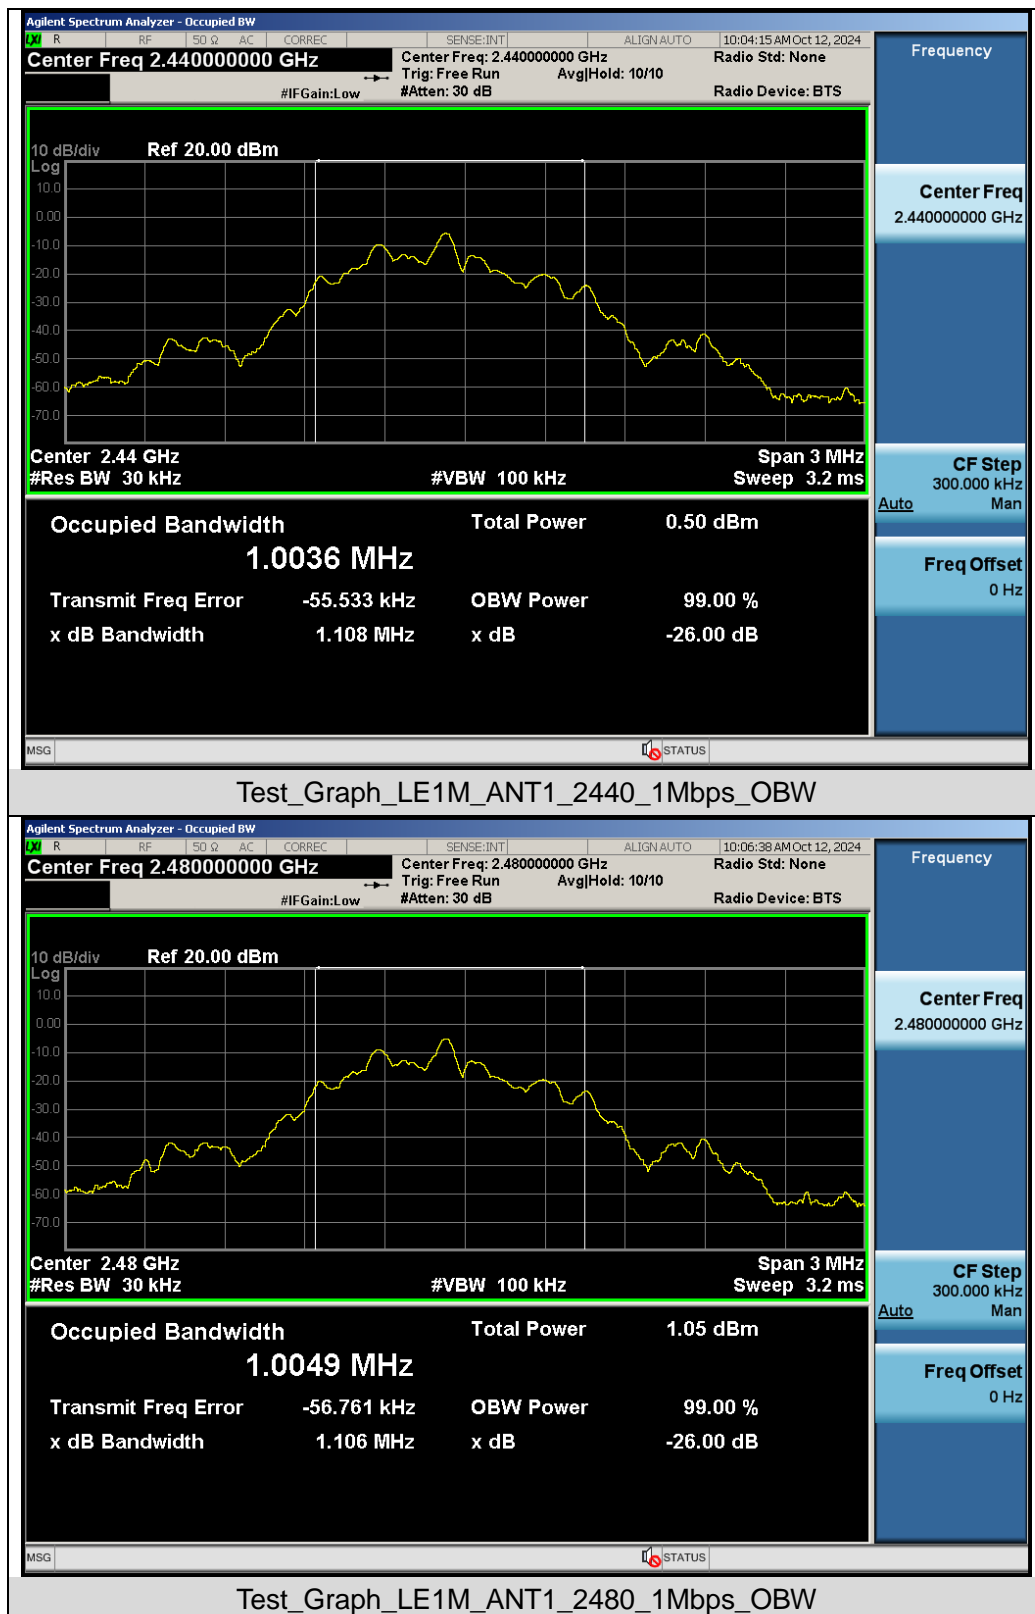 Agilent Spectrum Analyzer - Occupied BW
LXI R RF 50 Ω AC CORREC SENSE:INT ALIGN AUTO 10:04:15 AM Oct 12, 2024
Center Freq 2.440000000 GHz
Center Freq: 2.440000000 GHz Radio Std: None
Trig: Free Run Avg|Hold: 10/10
#IFGain:Low #Atten: 30 dB Radio Device: BTS
Frequency
10 dB/div Ref 20.00 dBm
Log
10.0
0.00
-10.0
-20.0
-30.0
-40.0
-50.0
-60.0
-70.0
Center 2.44 GHz Span 3 MHz
#Res BW 30 kHz #VBW 100 kHz Sweep 3.2 ms
Center Freq
2.440000000 GHz
CF Step
300.000 kHz
Auto Man
Freq Offset
0 Hz
Occupied Bandwidth Total Power 0.50 dBm
1.0036 MHz
Transmit Freq Error -55.533 kHz OBW Power 99.00 %
x dB Bandwidth 1.108 MHz x dB -26.00 dB
MSG STATUS
Test_Graph_LE1M_ANT1_2440_1Mbps_OBW
Agilent Spectrum Analyzer - Occupied BW
LXI R RF 50 Ω AC CORREC SENSE:INT ALIGN AUTO 10:06:38 AM Oct 12, 2024
Center Freq 2.480000000 GHz
Center Freq: 2.480000000 GHz Radio Std: None
Trig: Free Run Avg|Hold: 10/10
#IFGain:Low #Atten: 30 dB Radio Device: BTS
Frequency
10 dB/div Ref 20.00 dBm
Log
10.0
0.00
-10.0
-20.0
-30.0
-40.0
-50.0
-60.0
-70.0
Center 2.48 GHz Span 3 MHz
#Res BW 30 kHz #VBW 100 kHz Sweep 3.2 ms
Center Freq
2.480000000 GHz
CF Step
300.000 kHz
Auto Man
Freq Offset
0 Hz
Occupied Bandwidth Total Power 1.05 dBm
1.0049 MHz
Transmit Freq Error -56.761 kHz OBW Power 99.00 %
x dB Bandwidth 1.106 MHz x dB -26.00 dB
MSG STATUS
Test_Graph_LE1M_ANT1_2480_1Mbps_OBW